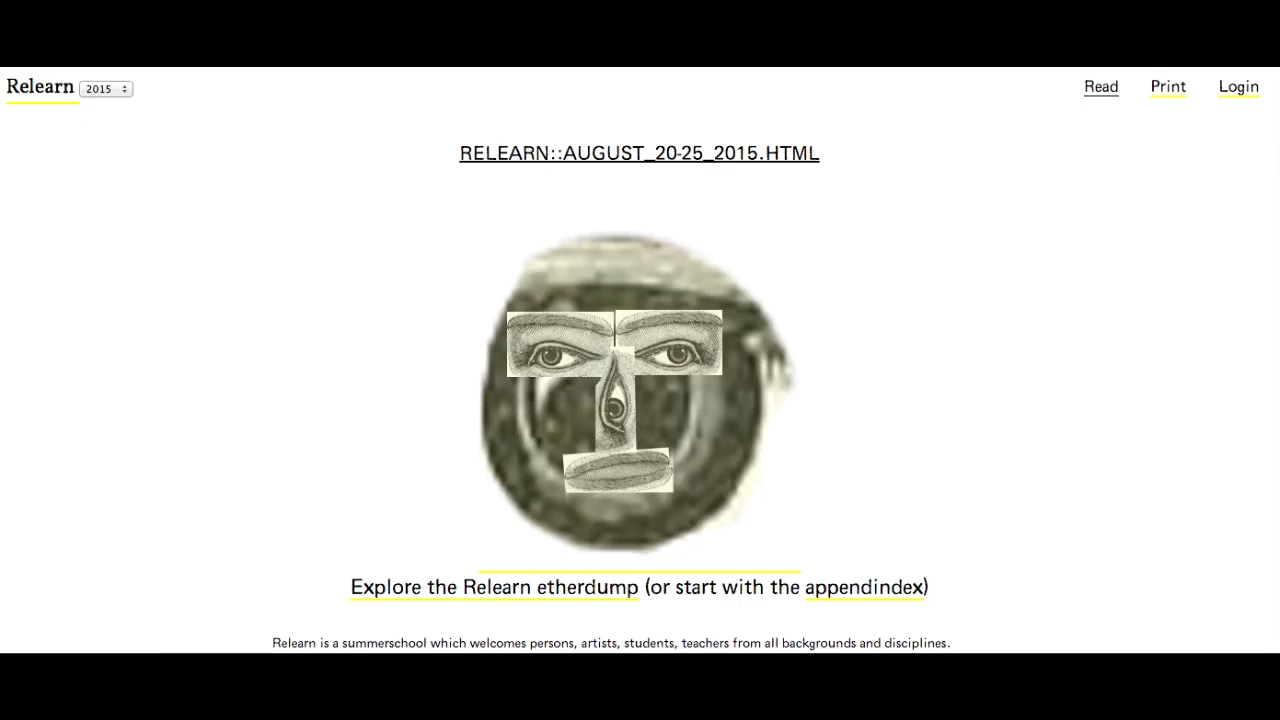 Relearn 2015 Read Print Login
RELEARN::AUGUST_20-25_2015.HTML
Explore the Relearn etherdump (or start with the appendindex)
Relearn is a summerschool which welcomes persons, artists, students, teachers from all backgrounds and disciplines.